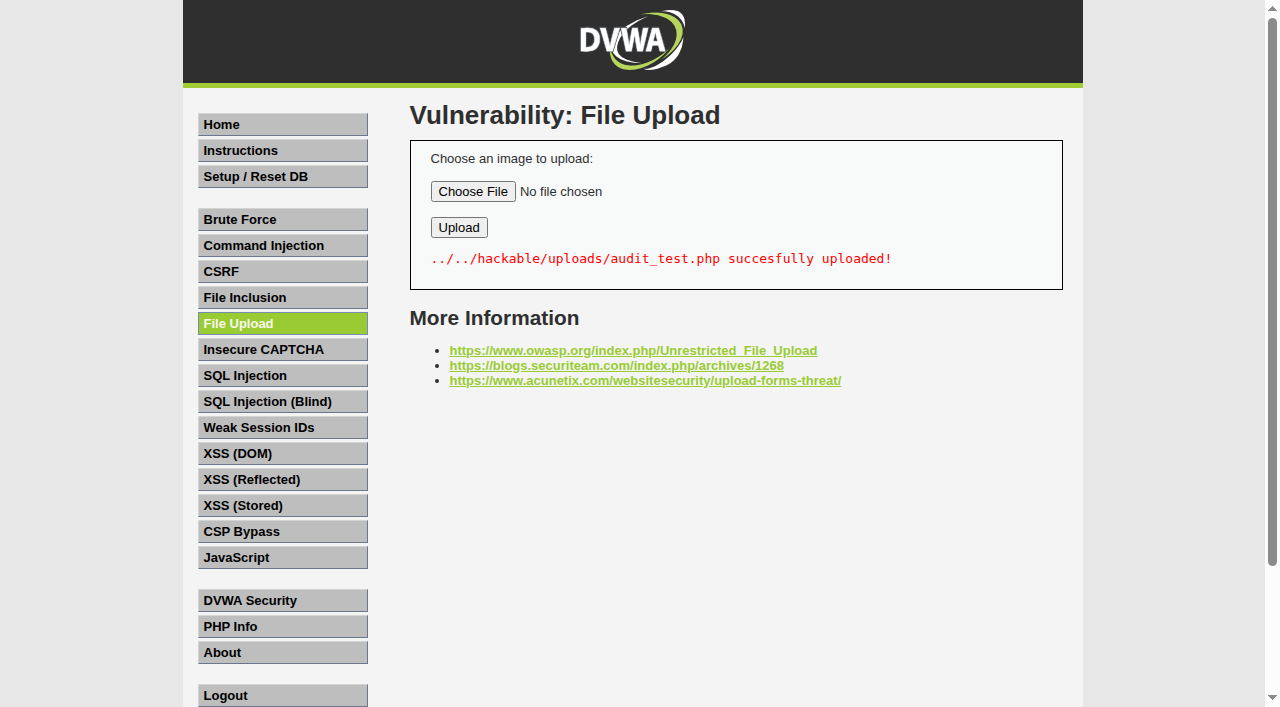 DVWA
Home
Instructions
Setup / Reset DB
Brute Force
Command Injection
CSRF
File Inclusion
File Upload
Insecure CAPTCHA
SQL Injection
SQL Injection (Blind)
Weak Session IDs
XSS (DOM)
XSS (Reflected)
XSS (Stored)
CSP Bypass
JavaScript
DVWA Security
PHP Info
About
Logout
Vulnerability: File Upload
Choose an image to upload:
Choose File No file chosen
Upload
../../hackable/uploads/audit_test.php succesfully uploaded!
More Information
https://www.owasp.org/index.php/Unrestricted_File_Upload
https://blogs.securiteam.com/index.php/archives/1268
https://www.acunetix.com/websitesecurity/upload-forms-threat/